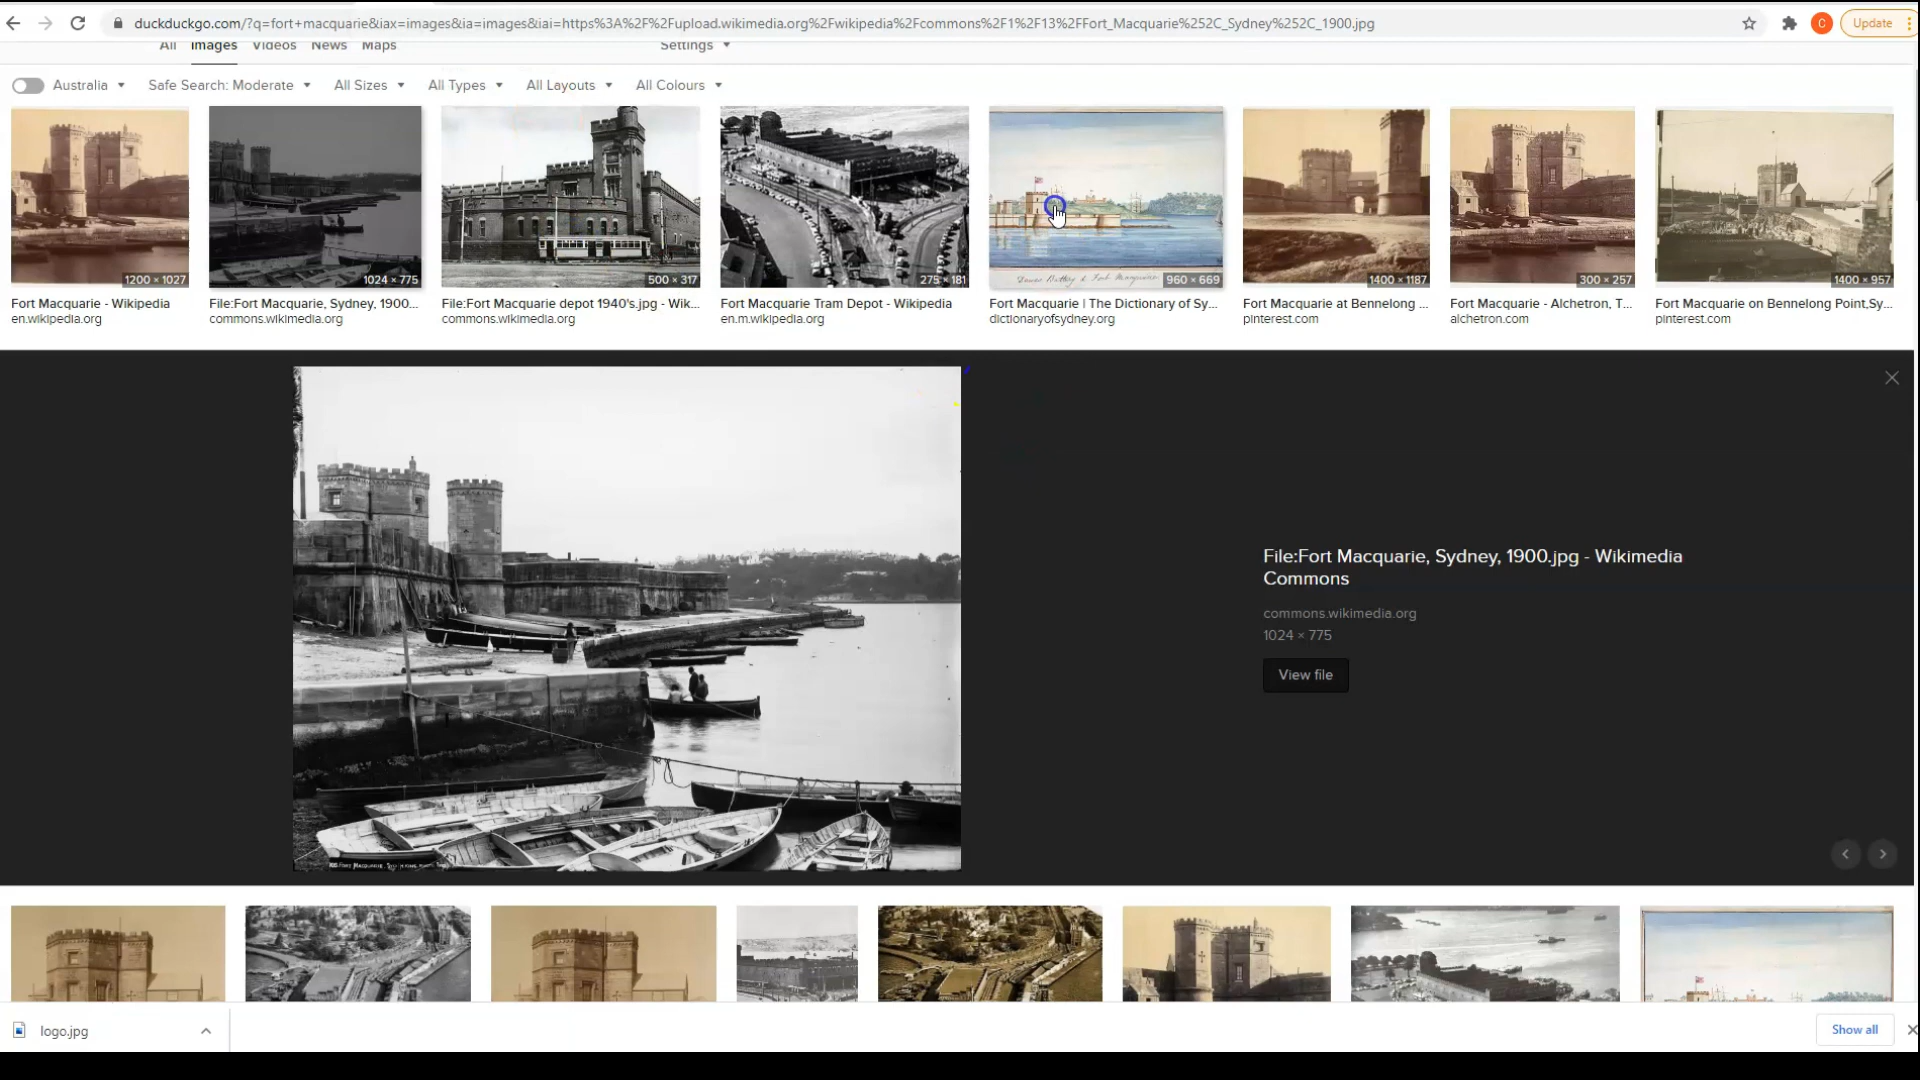 duckduckgo.com/?q=fort+macquarie&iax=images&ia=images&iai=https%3A%2F%2Fupload.wikimedia.org%2Fwikipedia%2Fcommons%2F1%2F13%2FFort_Macquarie%252C_Sydney%252C_1900.jpg
C
Update
All Images Videos News Maps
Settings
Australia
Safe Search: Moderate
All Sizes
All Types
All Layouts
All Colours
1200 × 1027
1024 × 775
500 × 317
275 × 181
Dawes Battery & Fort Macquarie
960 × 669
1400 × 1187
300 × 257
1400 × 957
Fort Macquarie - Wikipedia
en.wikipedia.org
File:Fort Macquarie, Sydney, 1900...
commons.wikimedia.org
File:Fort Macquarie depot 1940's.jpg - Wik...
commons.wikimedia.org
Fort Macquarie Tram Depot - Wikipedia
en.m.wikipedia.org
Fort Macquarie | The Dictionary of Sy...
dictionaryofsydney.org
Fort Macquarie at Bennelong ...
pinterest.com
Fort Macquarie - Alchetron, T...
alchetron.com
Fort Macquarie on Bennelong Point,Sy...
pinterest.com
File:Fort Macquarie, Sydney, 1900.jpg - Wikimedia
Commons
commons.wikimedia.org
1024 × 775
View file
FORT MACQUARIE
logo.jpg
Show all